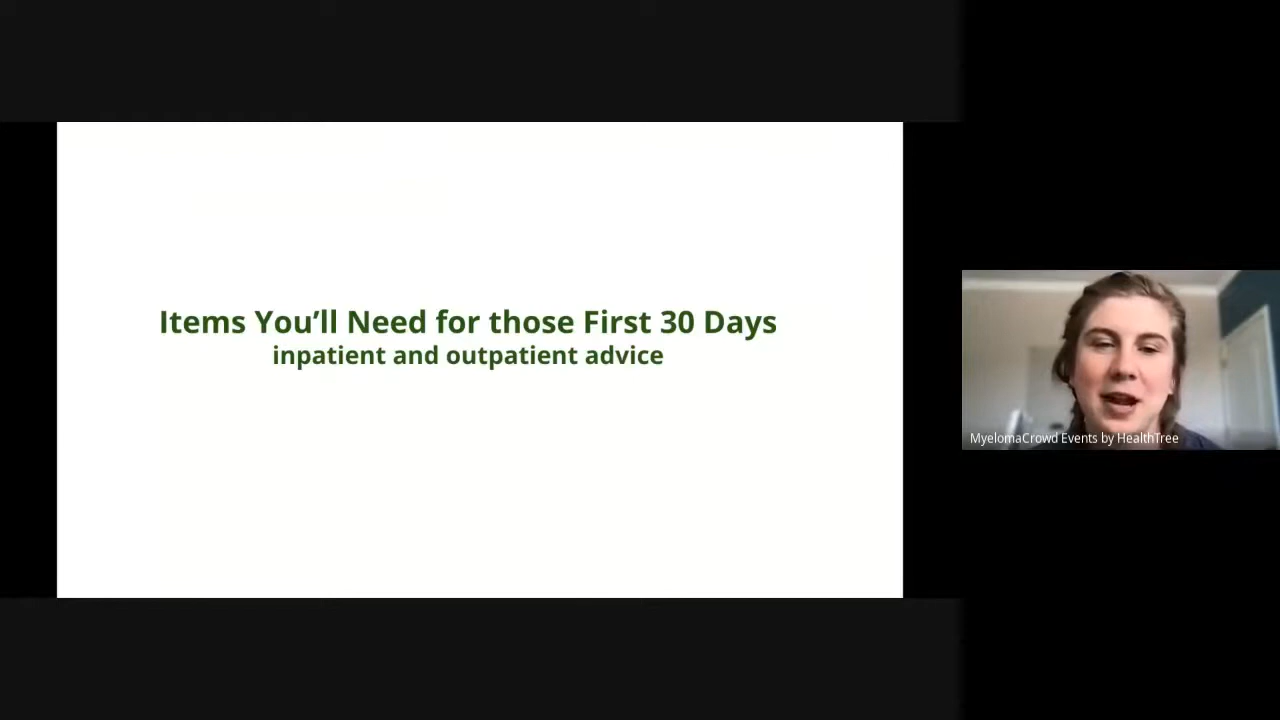 Items You’ll Need for those First 30 Days
inpatient and outpatient advice
MyelomaCrowd Events by HealthTree